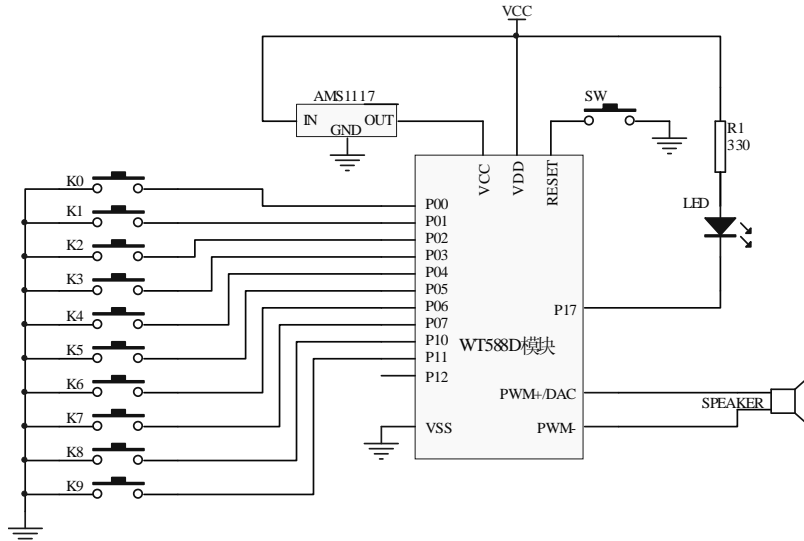 VCC
AMS1117
IN
OUT
GND
SW
R1
330
VCC
VDD
RESET
LED
K0
K1
K2
K3
K4
K5
K6
K7
K8
K9
P00
P01
P02
P03
P04
P05
P06
P07
P10
P11
P12
VSS
P17
WT588D模块
PWM+/DAC
PWM-
SPEAKER